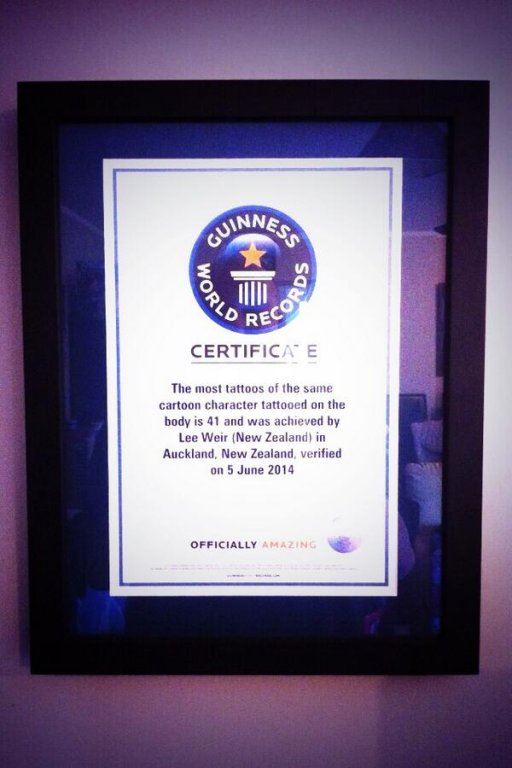 GUINNESS
WORLD RECORDS
CERTIFICATE
The most tattoos of the same
cartoon character tattooed on the
body is 41 and was achieved by
Lee Weir (New Zealand) in
Auckland, New Zealand, verified
on 5 June 2014
OFFICIALLY AMAZING